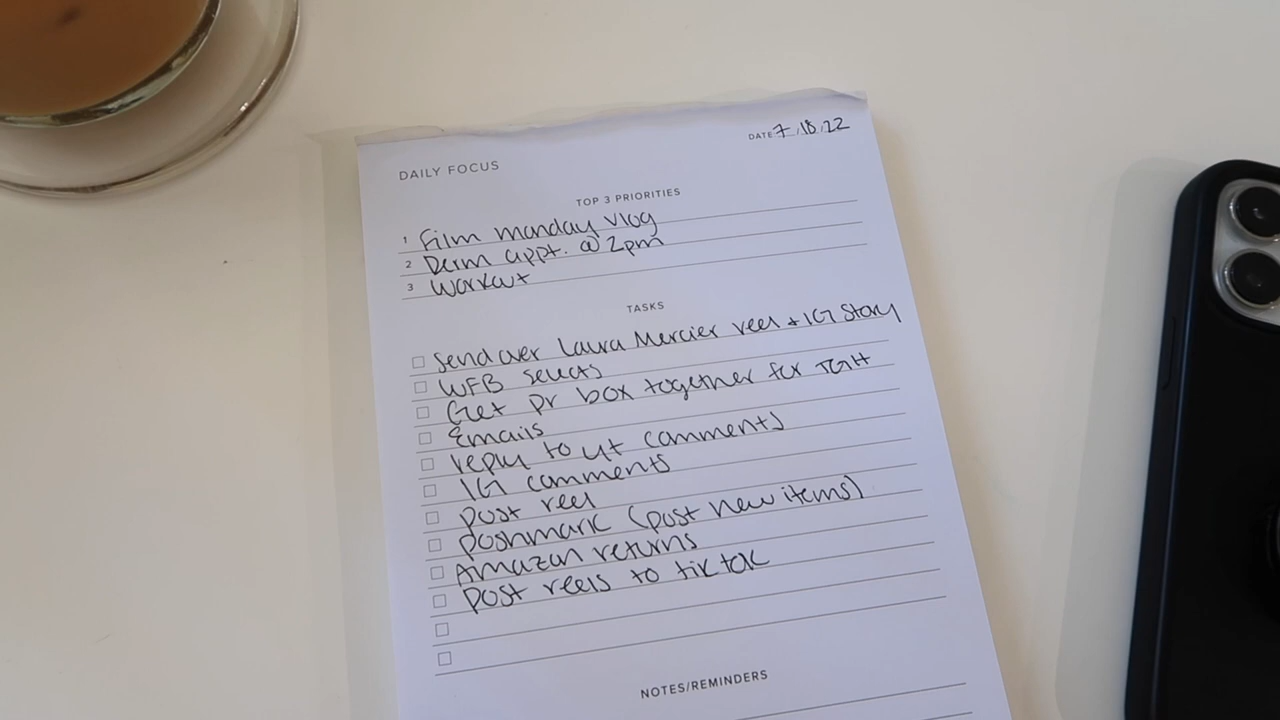 DAILY FOCUS
DATE 7.18.22
TOP 3 PRIORITIES
1 Film monday vlog
2 Derm appt. @ 2pm
3 Workout
TASKS
Send over Laura Mercier reel + IG Story
WFB selects
Get pr box together for TGH
Emails
reply to yt comments
IG comments
post reel
poshmark (post new items)
Amazon returns
post reels to tik tok
NOTES/REMINDERS